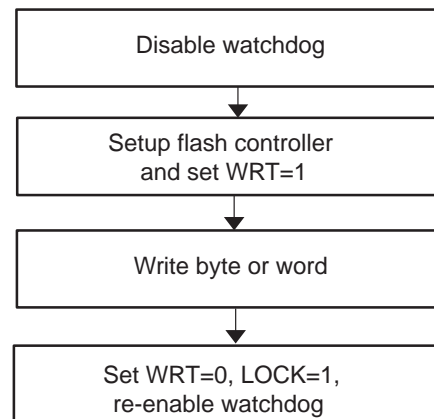 Disable watchdog
Setup flash controller
and set WRT=1
Write byte or word
Set WRT=0, LOCK=1,
re-enable watchdog